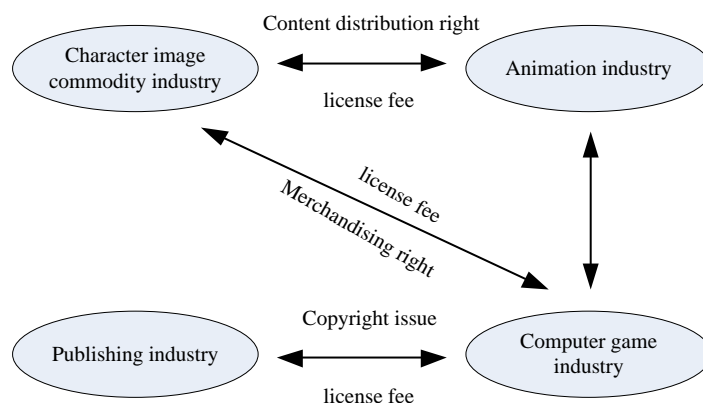 Content distribution right
Character image
commodity industry
Animation industry
license fee
license fee
Merchandising right
Copyright issue
Publishing industry
Computer game
industry
license fee